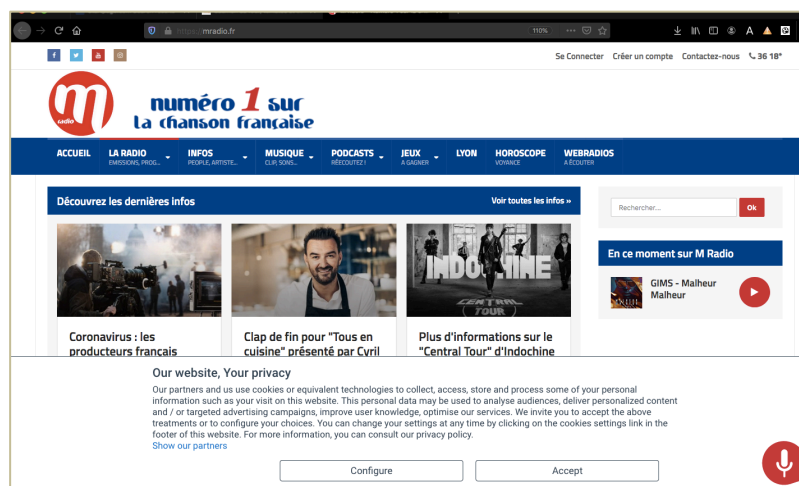 https://mradio.fr
110%
Se Connecter Créer un compte Contactez-nous 36 18*
m
radio
numéro 1 sur
la chanson française
ACCUEIL LA RADIO INFOS MUSIQUE PODCASTS JEUX LYON HOROSCOPE WEBRADIOS
EMISSIONS, PROG... PEOPLE, ARTISTE... CLIP, SONS... RÉECOUTEZ ! A GAGNER VOYANCE A ÉCOUTER
Découvrez les dernières infos Voir toutes les infos »
Rechercher... Ok
En ce moment sur M Radio
GIMS - Malheur
Malheur
INDOCHINE
CENTRAL
TOUR
Coronavirus : les
producteurs français
Clap de fin pour "Tous en
cuisine" présenté par Cyril
Plus d'informations sur le
"Central Tour" d'Indochine
Our website, Your privacy
Our partners and us use cookies or equivalent technologies to collect, access, store and process some of your personal
information such as your visit on this website. This personal data may be used to analyse audiences, deliver personalized content
and / or targeted advertising campaigns, improve user knowledge, optimise our services. We invite you to accept the above
treatments or to configure your choices. You can change your settings at any time by clicking on the cookies settings link in the
footer of this website. For more information, you can consult our privacy policy.
Show our partners
Configure Accept